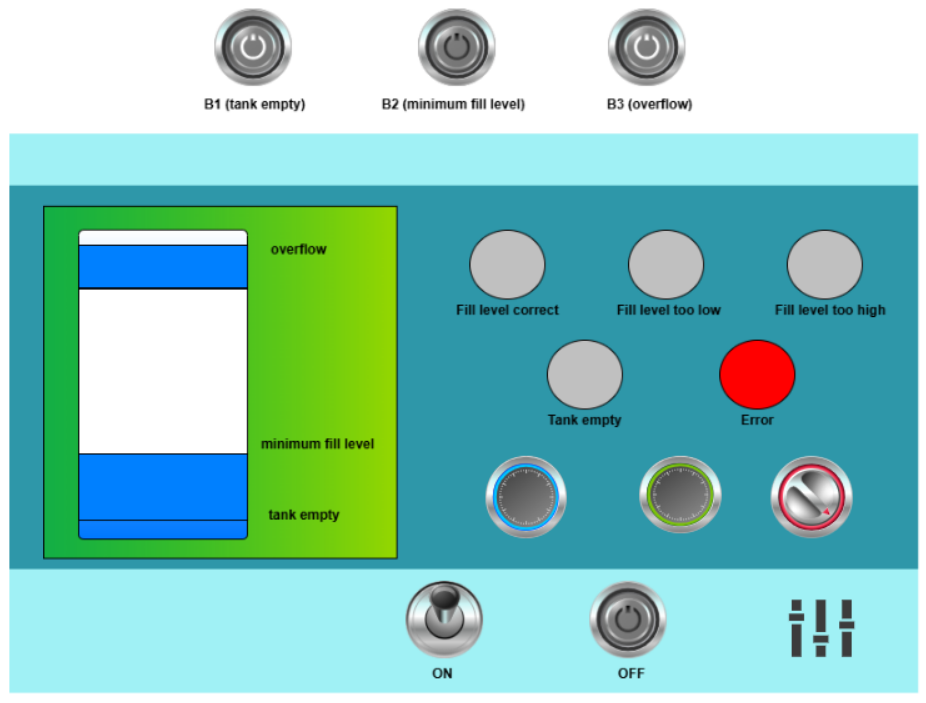 B1 (tank empty)
B2 (minimum fill level)
B3 (overflow)
overflow
Fill level correct
Fill level too low
Fill level too high
Tank empty
Error
minimum fill level
tank empty
ON
OFF